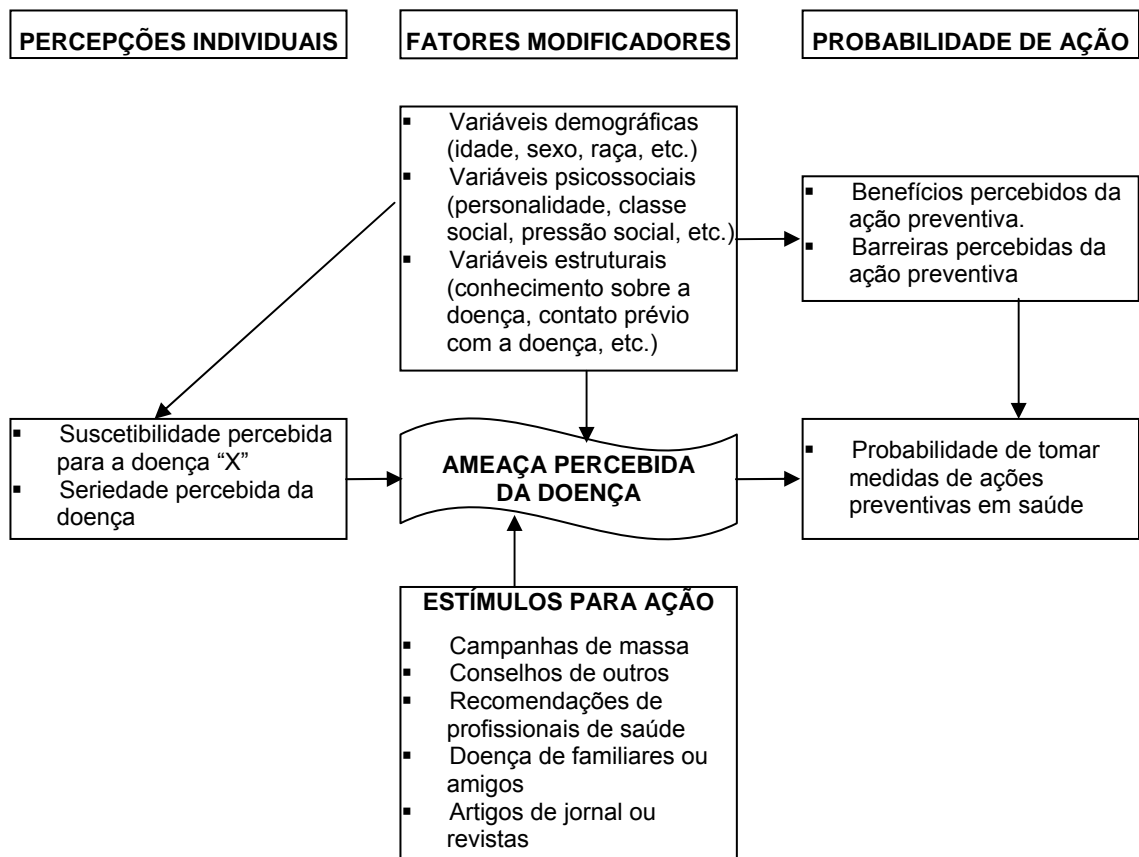 PERCEPÇÕES INDIVIDUAIS
FATORES MODIFICADORES
PROBABILIDADE DE AÇÃO
▪ Variáveis demográficas
(idade, sexo, raça, etc.)
▪ Variáveis psicossociais
(personalidade, classe
social, pressão social, etc.)
▪ Variáveis estruturais
(conhecimento sobre a
doença, contato prévio
com a doença, etc.)
▪ Benefícios percebidos da
ação preventiva.
▪ Barreiras percebidas da
ação preventiva
▪ Suscetibilidade percebida
para a doença “X”
▪ Seriedade percebida da
doença
AMEAÇA PERCEBIDA
DA DOENÇA
▪ Probabilidade de tomar
medidas de ações
preventivas em saúde
ESTÍMULOS PARA AÇÃO
▪ Campanhas de massa
▪ Conselhos de outros
▪ Recomendações de
profissionais de saúde
▪ Doença de familiares ou
amigos
▪ Artigos de jornal ou
revistas